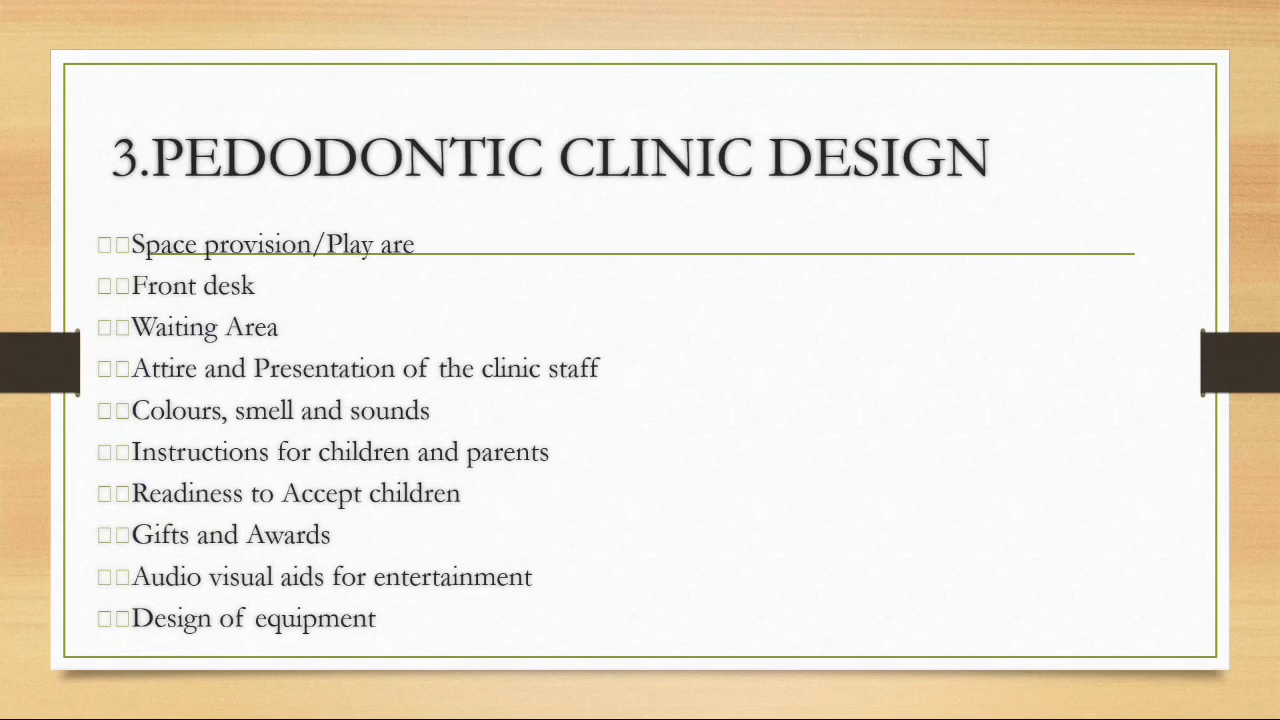 3.PEDODONTIC CLINIC DESIGN
Space provision/Play are
Front desk
Waiting Area
Attire and Presentation of the clinic staff
Colours, smell and sounds
Instructions for children and parents
Readiness to Accept children
Gifts and Awards
Audio visual aids for entertainment
Design of equipment